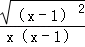 √(x-1)²
x(x-1)